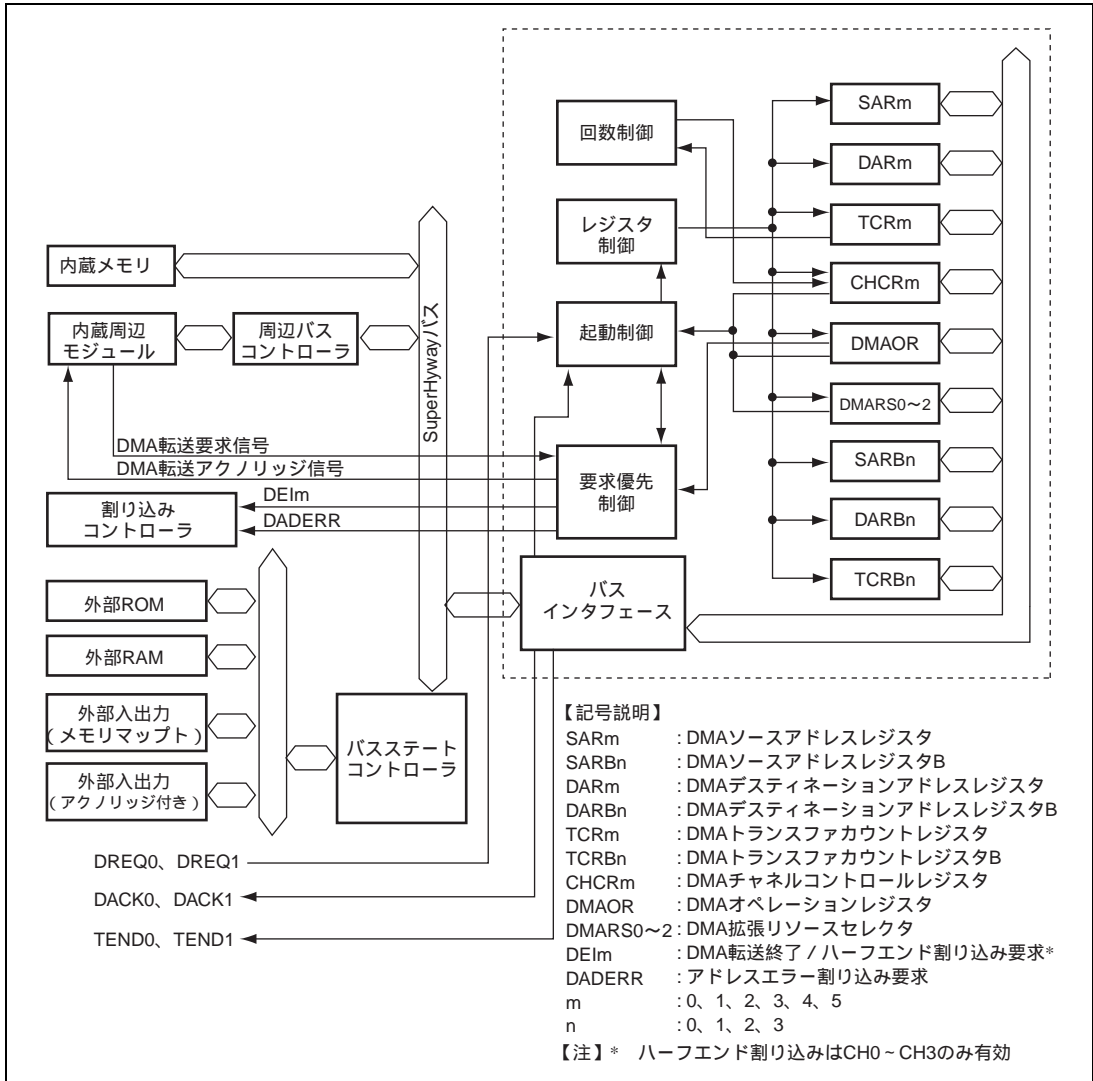 回数制御
レジスタ
制御
起動制御
要求優先
制御
バス
インタフェース
SARm
DARm
TCRm
CHCRm
DMAOR
DMARS0～2
SARBn
DARBn
TCRBn
内蔵メモリ
内蔵周辺
モジュール
周辺バス
コントローラ
SuperHywayバス
DMA転送要求信号
DMA転送アクノリッジ信号
DEIm
DADERR
割り込み
コントローラ
外部ROM
外部RAM
外部入出力
（メモリマップト）
外部入出力
（アクノリッジ付き）
バスステート
コントローラ
DREQ0、DREQ1
DACK0、DACK1
TEND0、TEND1
【記号説明】
SARm : DMAソースアドレスレジスタ
SARBn : DMAソースアドレスレジスタB
DARm : DMAデスティネーションアドレスレジスタ
DARBn : DMAデスティネーションアドレスレジスタB
TCRm : DMAトランスファカウントレジスタ
TCRBn : DMAトランスファカウントレジスタB
CHCRm : DMAチャネルコントロールレジスタ
DMAOR : DMAオペレーションレジスタ
DMARS0～2 : DMA拡張リソースセレクタ
DEIm : DMA転送終了 / ハーフエンド割り込み要求*
DADERR : アドレスエラー割り込み要求
m : 0、1、2、3、4、5
n : 0、1、2、3
【注】* ハーフエンド割り込みはCH0 ~ CH3のみ有効